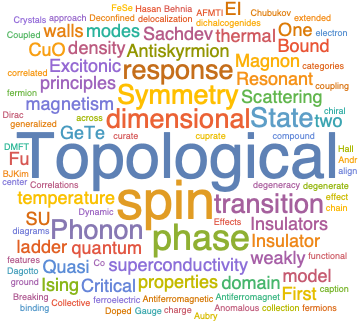 FeSe Hasan Behnia
Crystals approach Deconfined delocalization AFMTI Chubukov
Coupled walls modes Sachdev EI One extended
dichalcogenides electron
CuO density thermal Bound
Excitonic Antiskyrmion categories
correlated principles response Magnon Resonant
fermion magnetism Symmetry Scattering coupling
Dirac across dimensional State two
generalized GeTe curate cuprate compound Hall
DMFT Fu Topological Andr
BJKim align
center Correlations degeneracy degenerate
temperature spin transition effect
Dynamic chain
SU Phonon phase Effects Insulators
diagrams ladder quantum Insulator weakly functional
features Quasi Co superconductivity
Dagotto Ising Critical properties domain model
ground First caption
Breaking ferroelectric Antiferromagnetic Antiferromagnet
binding Collective Doped Gauge charge Anomalous collection fermions
Aubry